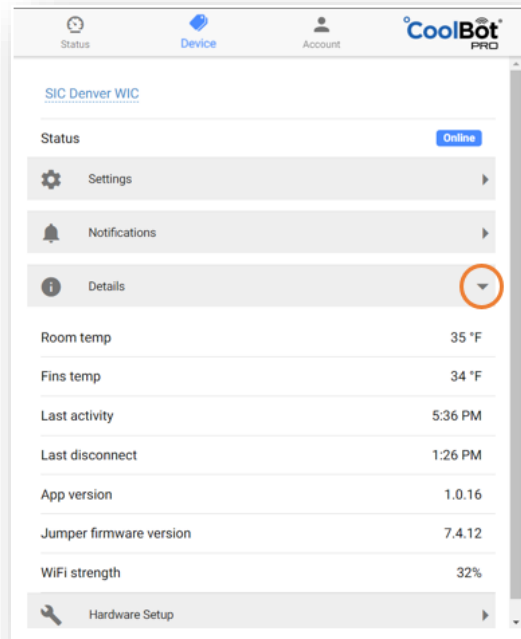 Status Device Account °CoolBot PRO
SIC Denver WIC
Status Online
Settings
Notifications
Details
Room temp 35 °F
Fins temp 34 °F
Last activity 5:36 PM
Last disconnect 1:26 PM
App version 1.0.16
Jumper firmware version 7.4.12
WiFi strength 32%
Hardware Setup